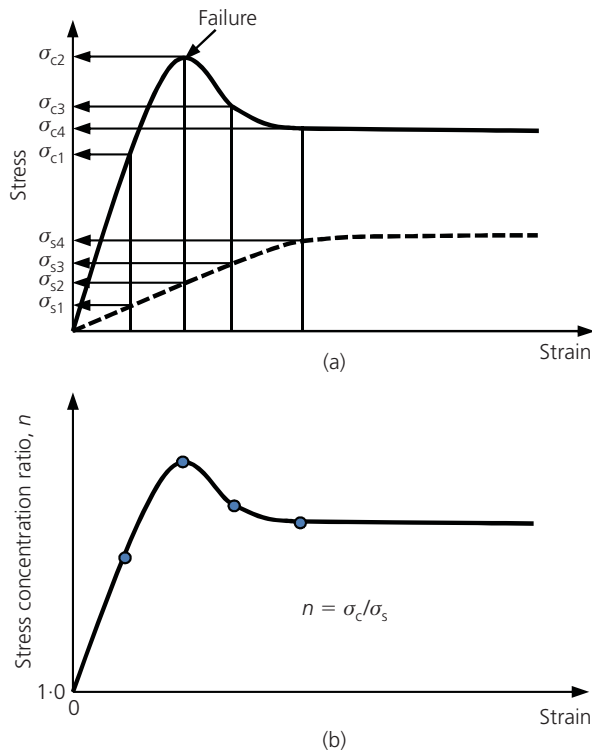 Failure
σc2
σc3
σc4
σc1
Stress
σs4
σs3
σs2
σs1
Strain
(a)
Stress concentration ratio, n
n = σc/σs
1·0
0
Strain
(b)